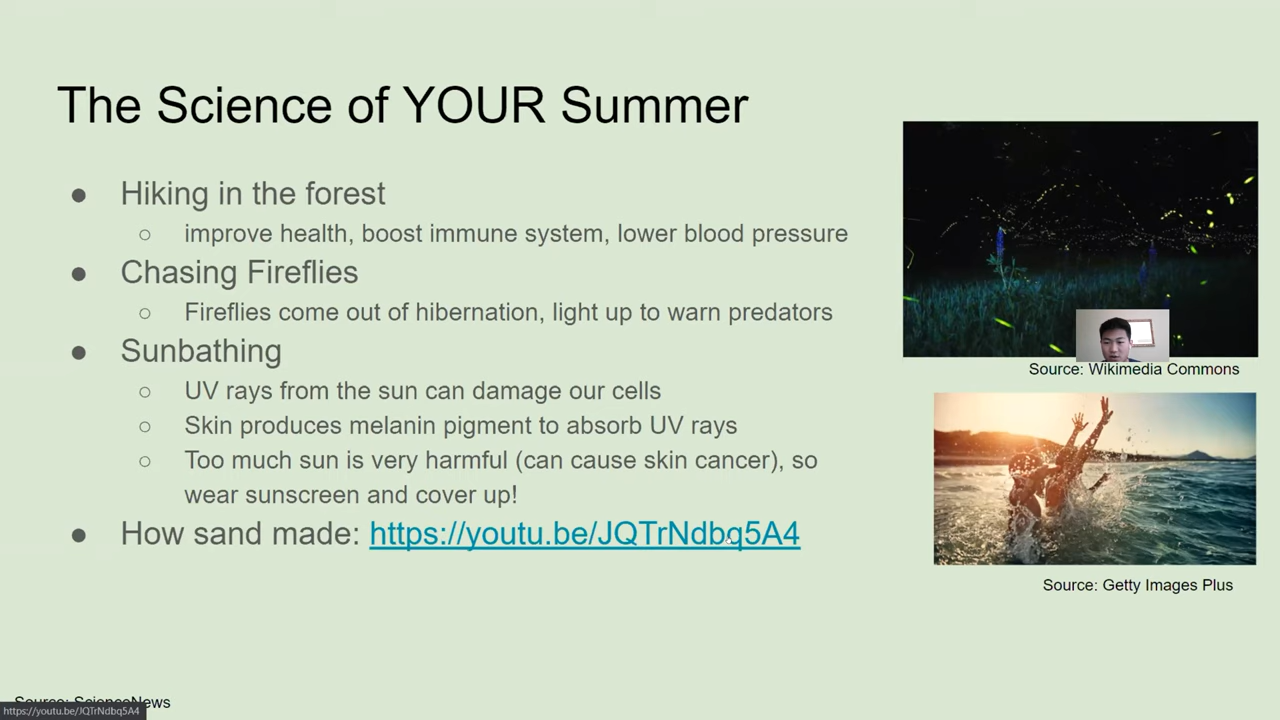 The Science of YOUR Summer
● Hiking in the forest
○ improve health, boost immune system, lower blood pressure
● Chasing Fireflies
○ Fireflies come out of hibernation, light up to warn predators
● Sunbathing
○ UV rays from the sun can damage our cells
○ Skin produces melanin pigment to absorb UV rays
○ Too much sun is very harmful (can cause skin cancer), so
wear sunscreen and cover up!
● How sand made: https://youtu.be/JQTrNdbq5A4
Source: Wikimedia Commons
Source: Getty Images Plus
Source: ScienceNews
https://youtu.be/JQTrNdbq5A4